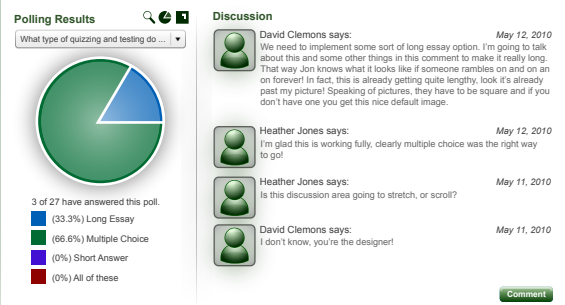 Polling Results
What type of quizzing and testing do ...
3 of 27 have answered this poll.
(33.3%) Long Essay
(66.6%) Multiple Choice
(0%) Short Answer
(0%) All of these
Discussion
David Clemons says: May 12, 2010
We need to implement some sort of long essay option. I'm going to talk
about this and some other things in this comment to make it really long.
That way Jon knows what it looks like if someone rambles on and on an
on forever! In fact, this is already getting quite lengthy, look it's already
past my picture! Speaking of pictures, they have to be square and if you
don't have one you get this nice default image.
Heather Jones says: May 12, 2010
I'm glad this is working fully, clearly multiple choice was the right way
to go!
Heather Jones says: May 11, 2010
Is this discussion area going to stretch, or scroll?
David Clemons says: May 11, 2010
I don't know, you're the designer!
Comment